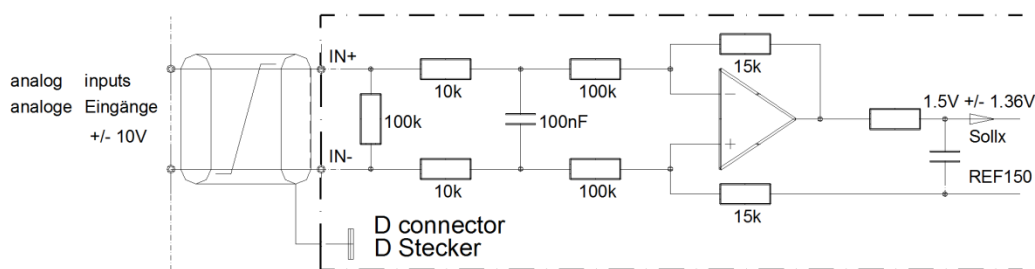 analog inputs
analoge Eingänge
+/- 10V
IN+
IN-
100k
10k
10k
100nF
100k
100k
15k
15k
1.5V +/- 1.36V
Sollx
REF150
D connector
D Stecker
−
+